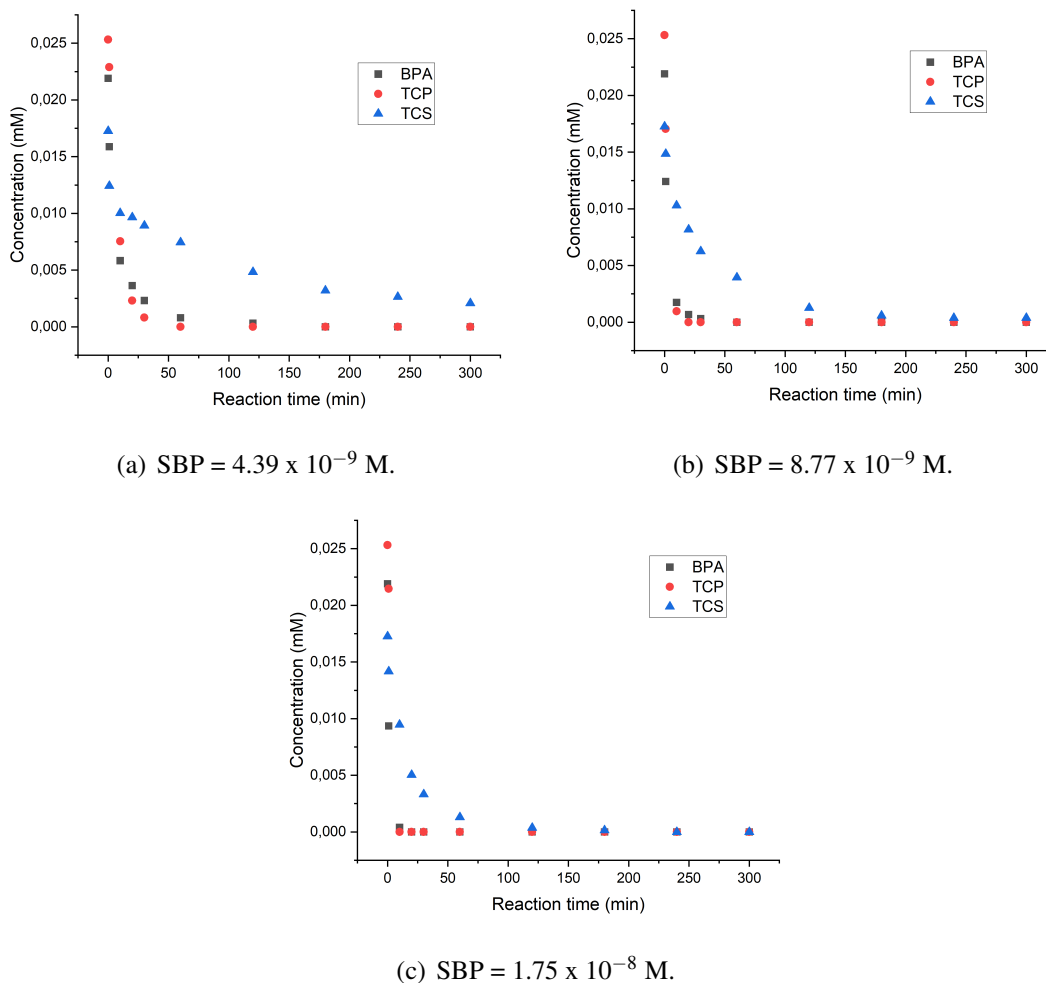 0,025
0,020
0,015
0,010
0,005
0,000
Concentration (mM)
BPA
TCP
TCS
0 50 100 150 200 250 300
Reaction time (min)
(a) SBP = 4.39 x 10⁻⁹ M.
0,025
0,020
0,015
0,010
0,005
0,000
Concentration (mM)
BPA
TCP
TCS
0 50 100 150 200 250 300
Reaction time (min)
(b) SBP = 8.77 x 10⁻⁹ M.
0,025
0,020
0,015
0,010
0,005
0,000
Concentration (mM)
BPA
TCP
TCS
0 50 100 150 200 250 300
Reaction time (min)
(c) SBP = 1.75 x 10⁻⁸ M.